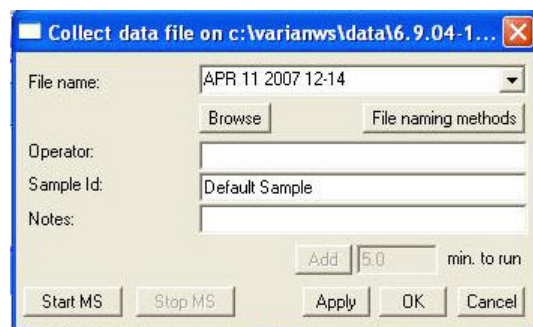 Collect data file on c:\varianws\data\6.9.04-1...
File name: APR 11 2007 12-14
Browse File naming methods
Operator:
Sample Id: Default Sample
Notes:
Add 5.0 min. to run
Start MS Stop MS Apply OK Cancel